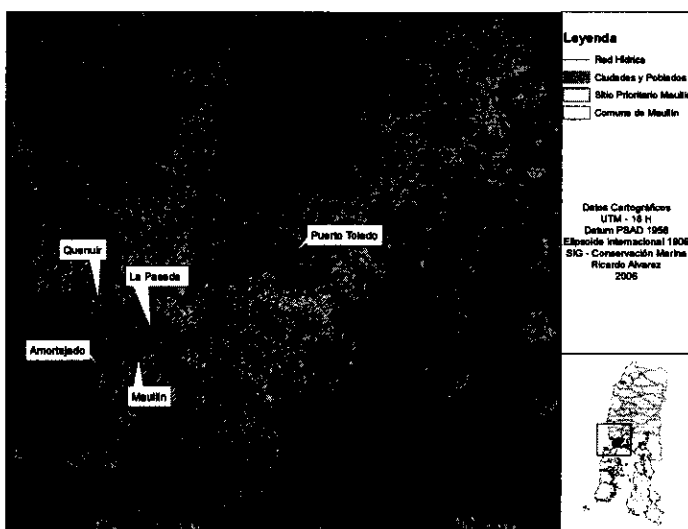 Leyenda
Red Hídrica
Ciudades y Poblados
Sitio Prioritario Maullín
Comuna de Maullín
Datos Cartográficos
UTM - 18 H
Datum PSAD 1956
Elipsoide Internacional 1909
SIG - Conservación Marina
Ricardo Alvarez
2006
Puerto Toledo
Quenuir
La Pasada
Amortajado
Maullín